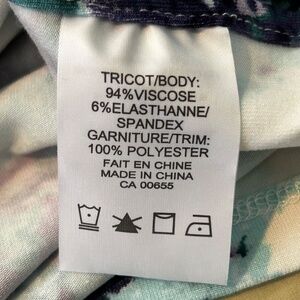 TRICOT/BODY:
94%VISCOSE
6%ELASTHANNE/
SPANDEX
GARNITURE/TRIM:
100% POLYESTER
FAIT EN CHINE
MADE IN CHINA
CA 00655